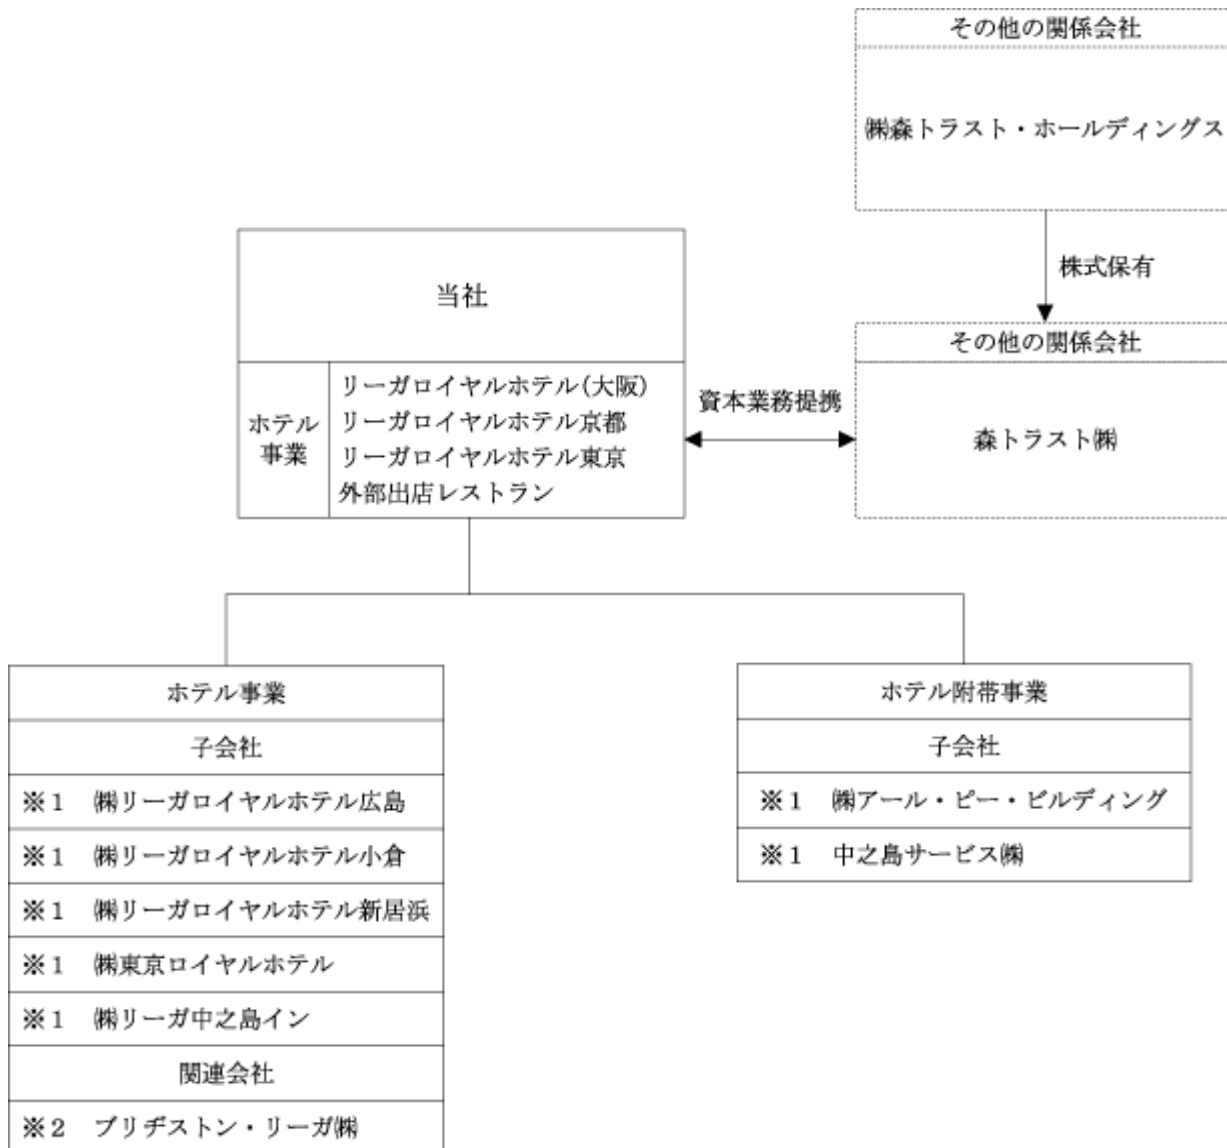 その他の関係会社
㈱森トラスト・ホールディングス
株式保有
その他の関係会社
森トラスト㈱
資本業務提携
当社
ホテル
事業
リーガロイヤルホテル(大阪)
リーガロイヤルホテル京都
リーガロイヤルホテル東京
外部出店レストラン
ホテル事業
子会社
※1 ㈱リーガロイヤルホテル広島
※1 ㈱リーガロイヤルホテル小倉
※1 ㈱リーガロイヤルホテル新居浜
※1 ㈱東京ロイヤルホテル
※1 ㈱リーガ中之島イン
関連会社
※2 ブリヂストン・リーガ㈱
ホテル附帯事業
子会社
※1 ㈱アール・ピー・ビルディング
※1 中之島サービス㈱